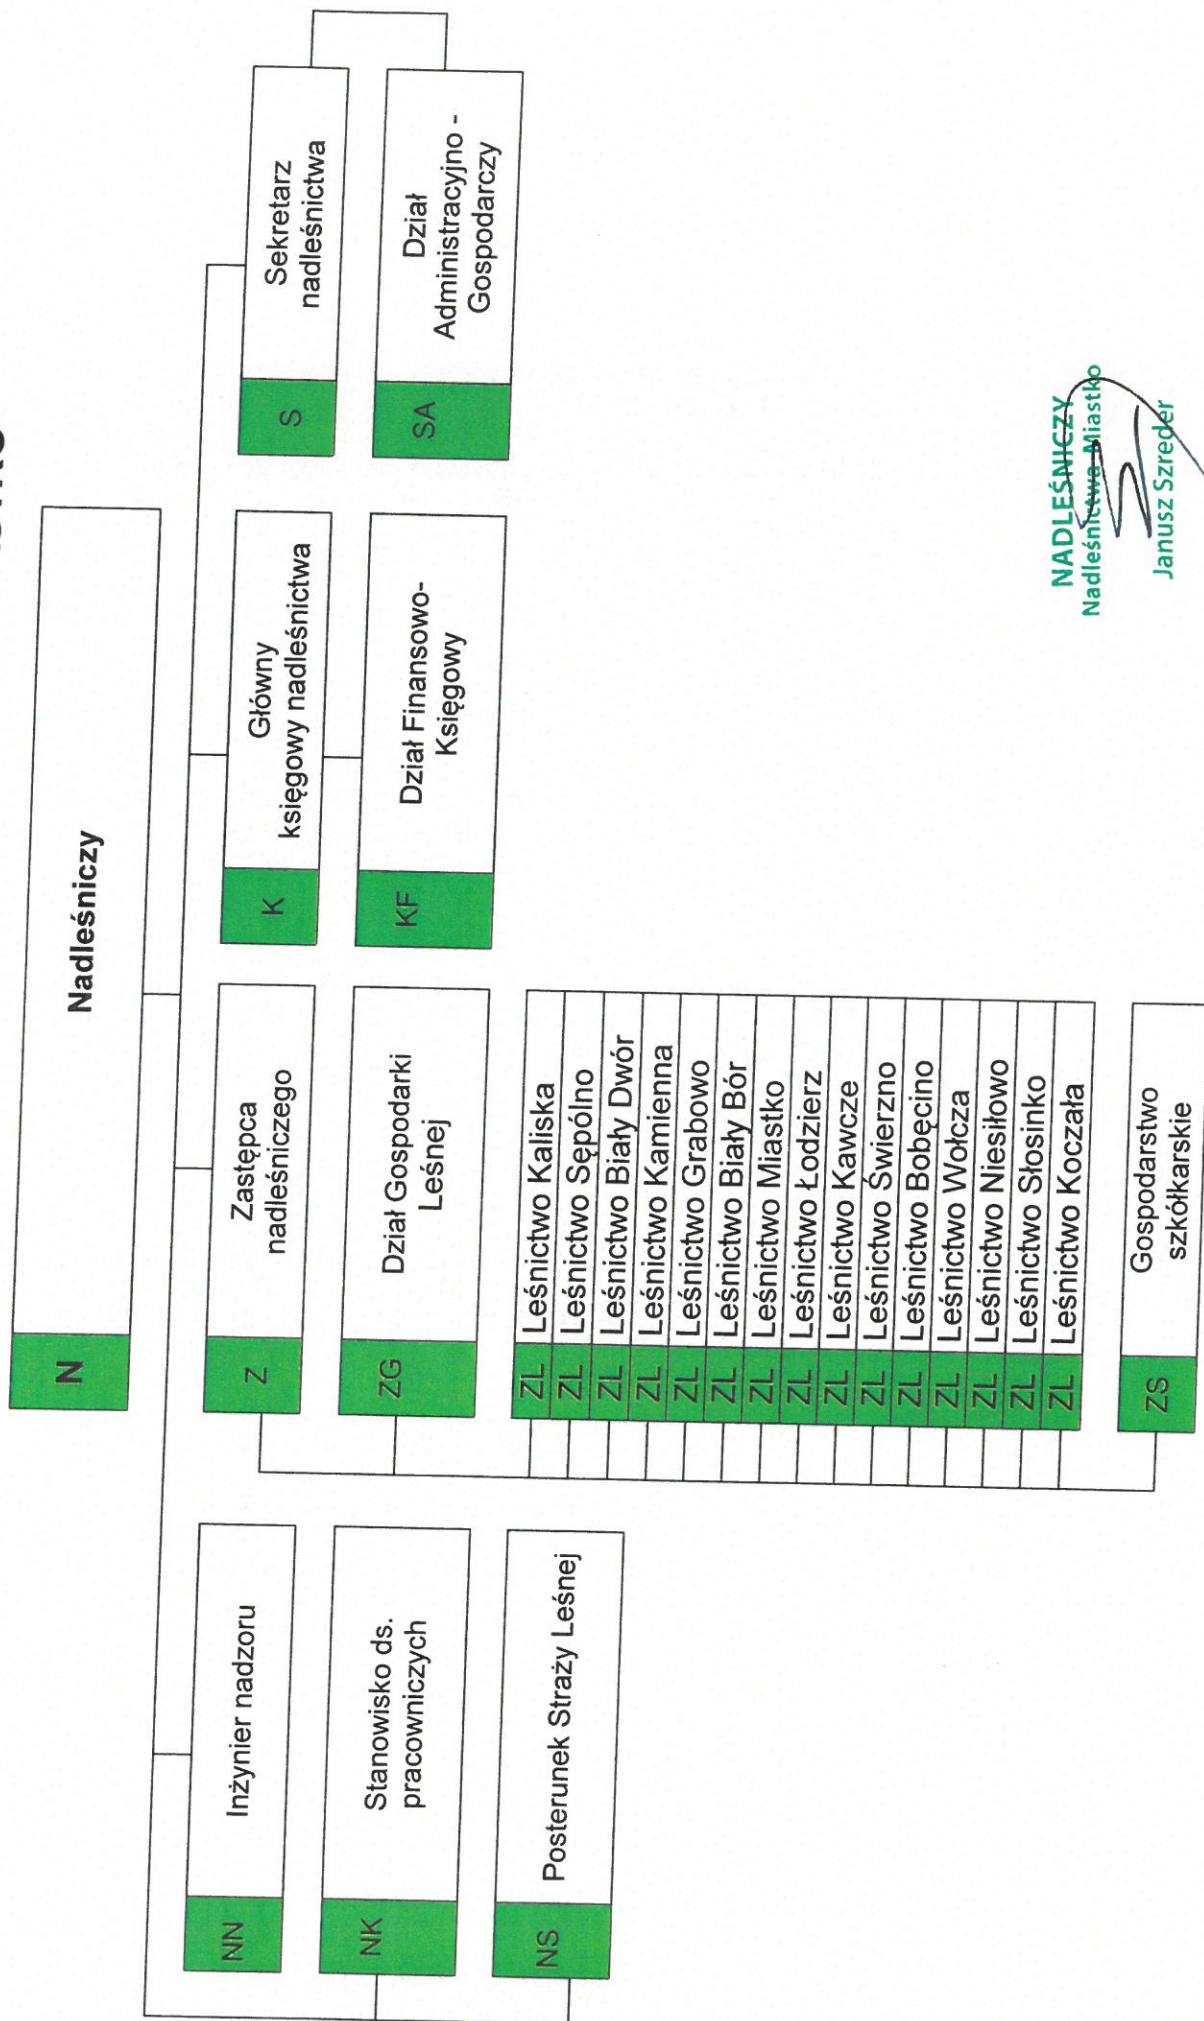 N
Nadleśniczy
NN
Inżynier nadzoru
NK
Stanowisko ds.
pracowniczych
NS
Posterunek Straży Leśnej
Z
Zastępca
nadleśniczego
ZG
Dział Gospodarki
Leśnej
ZL Leśnictwo Kaliska
ZL Leśnictwo Sępólno
ZL Leśnictwo Biały Dwór
ZL Leśnictwo Kamienna
ZL Leśnictwo Grabowo
ZL Leśnictwo Biały Bór
ZL Leśnictwo Miastko
ZL Leśnictwo Łodzierz
ZL Leśnictwo Kawcze
ZL Leśnictwo Świerzno
ZL Leśnictwo Bobęcino
ZL Leśnictwo Wołcza
ZL Leśnictwo Niesiłowo
ZL Leśnictwo Słosinko
ZL Leśnictwo Koczała
ZS
Gospodarstwo
szkółkarskie
K
Główny
księgowy nadleśnictwa
KF
Dział Finansowo-
Księgowy
S
Sekretarz
nadleśnictwa
SA
Dział
Administracyjno -
Gospodarczy
NADLEŚNICZY
Nadleśnictwa Miastko
Janusz Szreder